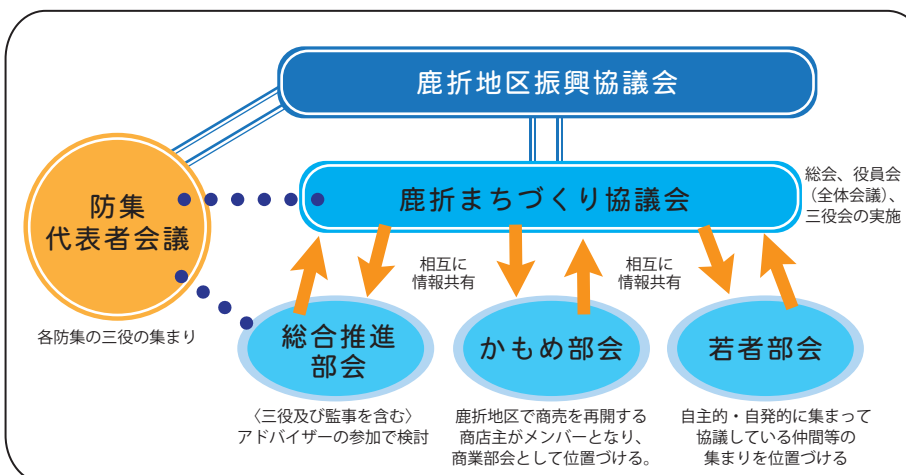 鹿折地区振興協議会
防集
代表者会議
各防集の三役の集まり
鹿折まちづくり協議会
総会、役員会
（全体会議）、
三役会の実施
相互に
情報共有
相互に
情報共有
総合推進
部会
〈三役及び監事を含む〉
アドバイザーの参加で検討
かもめ部会
鹿折地区で商売を再開する
商店主がメンバーとなり、
商業部会として位置づける。
若者部会
自主的・自発的に集まって
協議している仲間等の
集まりを位置づける